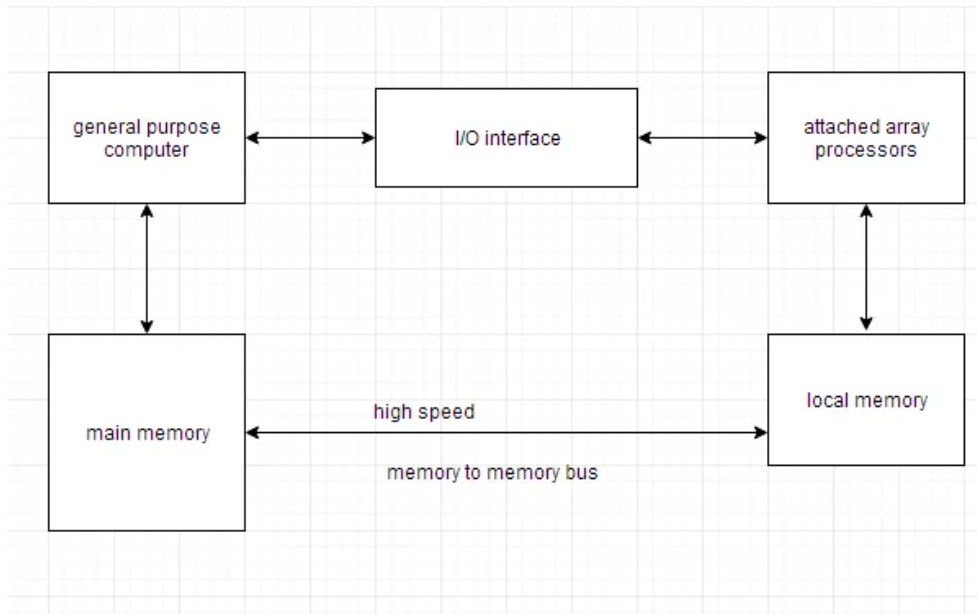 general purpose
computer
I/O interface
attached array
processors
main memory
high speed
memory to memory bus
local memory